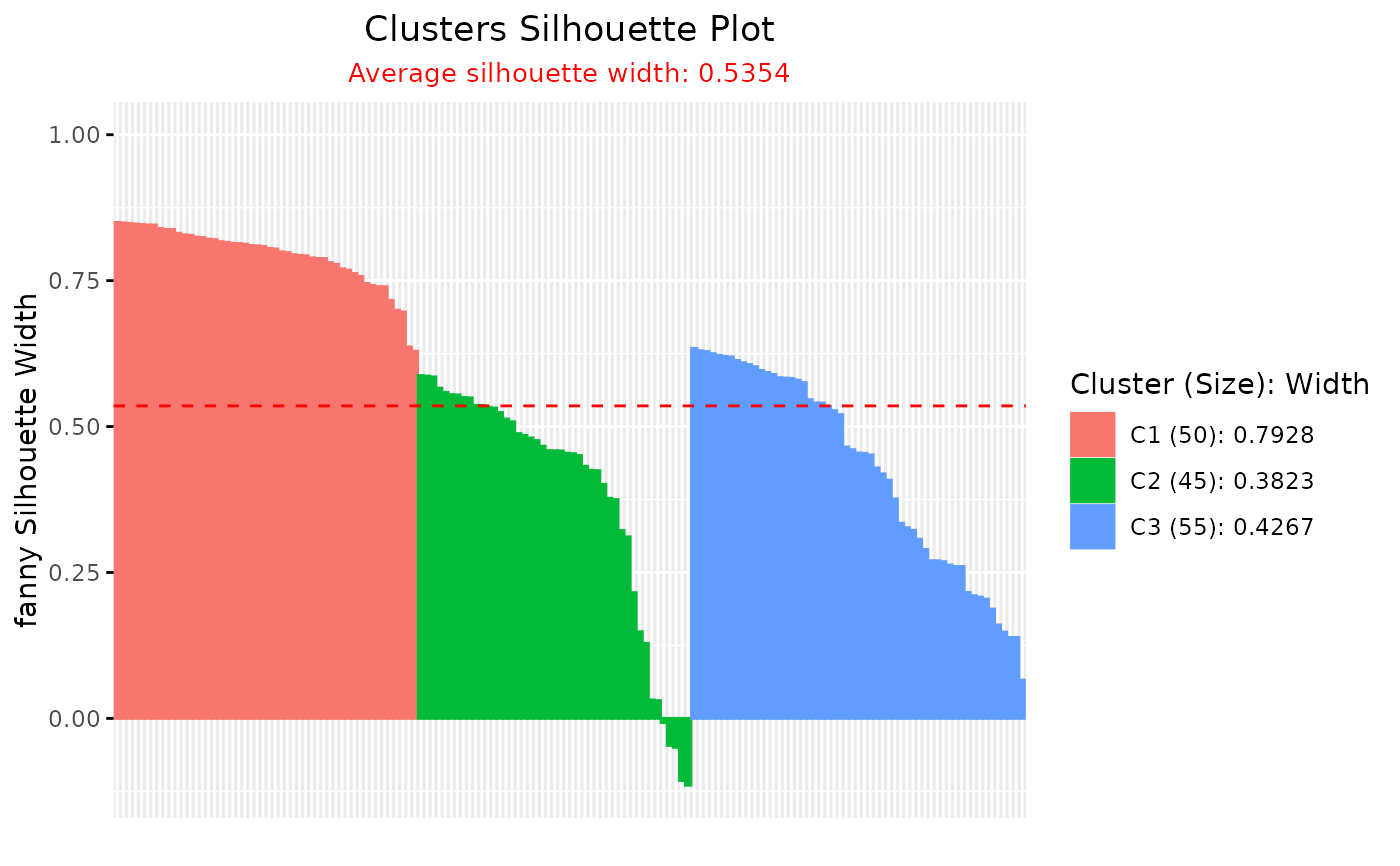 Clusters Silhouette Plot
Average silhouette width: 0.5354
fanny Silhouette Width
1.00
0.75
0.50
0.25
0.00
Cluster (Size): Width
C1 (50): 0.7928
C2 (45): 0.3823
C3 (55): 0.4267